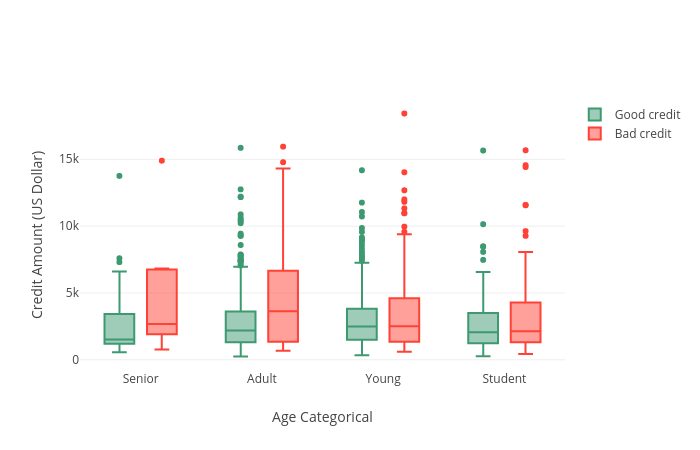 Good credit
Bad credit
Credit Amount (US Dollar)
15k
10k
5k
0
Senior Adult Young Student
Age Categorical